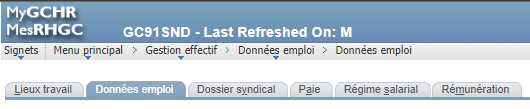 MyGCHR
MesRHGC
GC91SND - Last Refreshed On: M
Signets Menu principal > Gestion effectif > Données emploi > Données emploi
Lieux travail Données emploi Dossier syndical Paie Régime salarial Rémunération